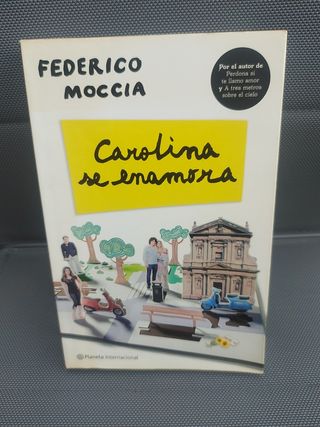 FEDERICO
MOCCIA
Por el autor de
Perdona si
te llamo amor
y A tres metros
sobre el cielo
Carolina
se enamora
Planeta Internacional